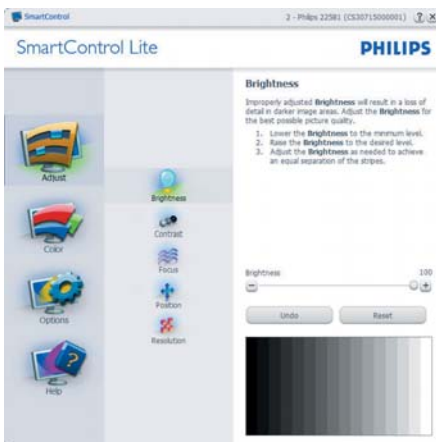 SmartControl
2 - Philips 225B1 (CS30715000001)
SmartControl Lite
PHILIPS
Adjust
Color
Options
Help
Brightness
Contrast
Focus
Position
Resolution
Brightness
Improperly adjusted Brightness will result in a loss of
detail in darker image areas. Adjust the Brightness for
the best possible picture quality.
1. Lower the Brightness to the minimum level.
2. Raise the Brightness to the desired level.
3. Adjust the Brightness as needed to achieve
an equal separation of the stripes.
Brightness 100
Undo Reset